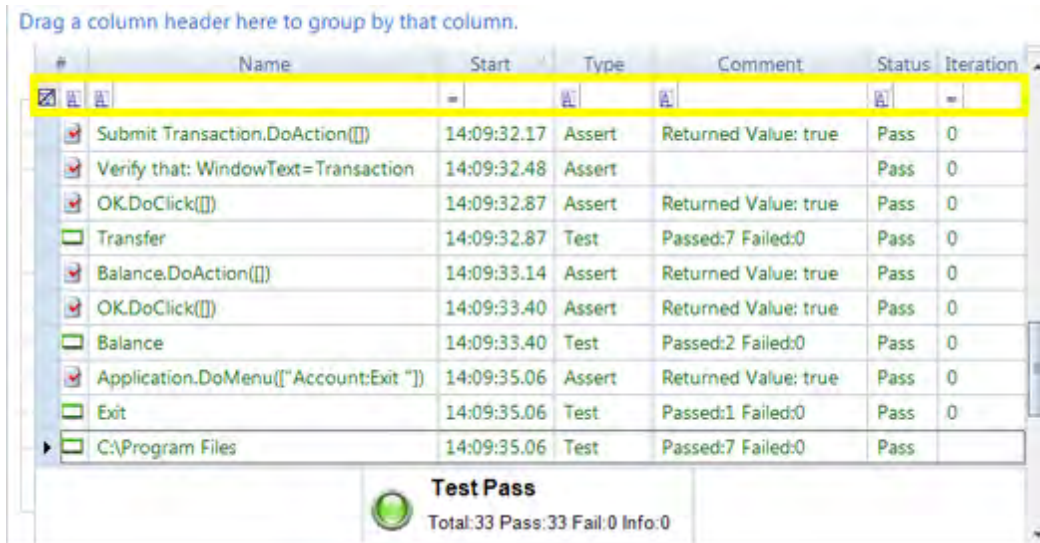 Drag a column header here to group by that column.
# Name Start Type Comment Status Iteration
A A = A A A =
Submit Transaction.DoAction([]) 14:09:32.17 Assert Returned Value: true Pass 0
Verify that: WindowText=Transaction 14:09:32.48 Assert Pass 0
OK.DoClick([]) 14:09:32.87 Assert Returned Value: true Pass 0
Transfer 14:09:32.87 Test Passed:7 Failed:0 Pass 0
Balance.DoAction([]) 14:09:33.14 Assert Returned Value: true Pass 0
OK.DoClick([]) 14:09:33.40 Assert Returned Value: true Pass 0
Balance 14:09:33.40 Test Passed:2 Failed:0 Pass 0
Application.DoMenu(["Account:Exit "]) 14:09:35.06 Assert Returned Value: true Pass 0
Exit 14:09:35.06 Test Passed:1 Failed:0 Pass 0
C:\Program Files 14:09:35.06 Test Passed:7 Failed:0 Pass
Test Pass
Total:33 Pass:33 Fail:0 Info:0